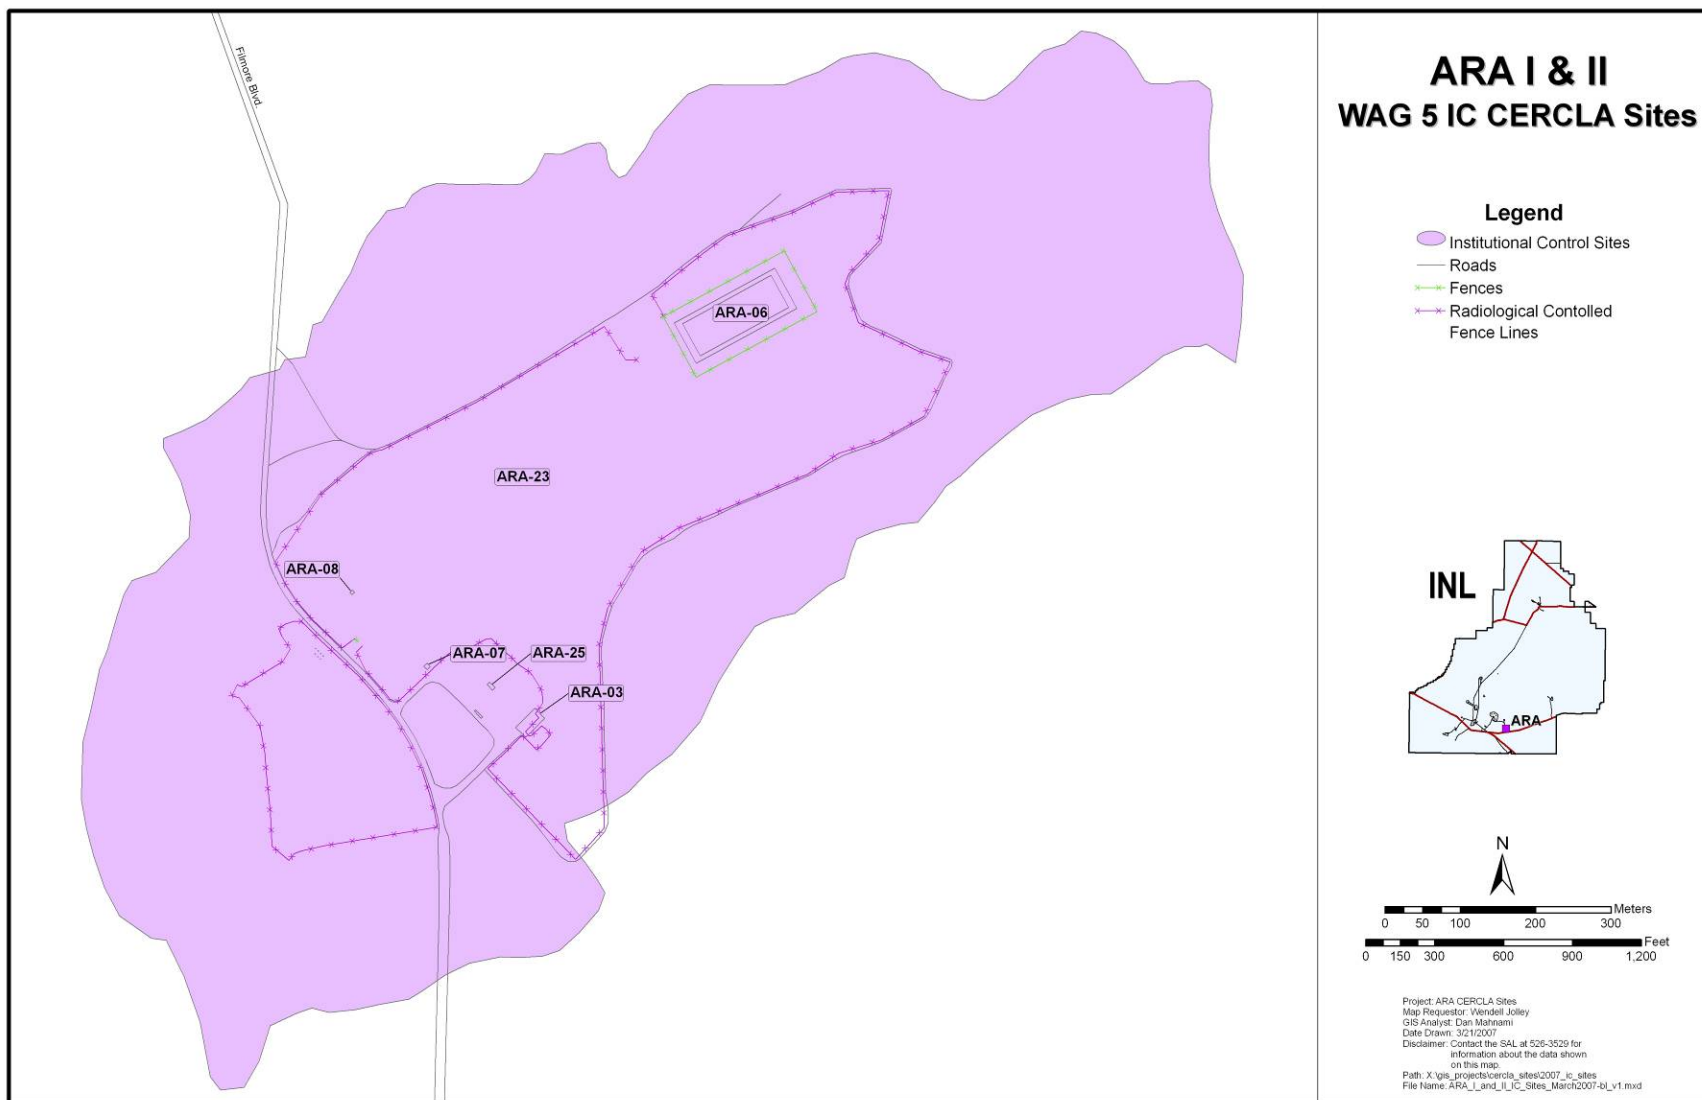 ARA I & II
WAG 5 IC CERCLA Sites
Legend
Institutional Control Sites
Roads
Fences
Radiological Contolled
Fence Lines
Filmore Blvd.
ARA-06
ARA-23
ARA-08
ARA-07
ARA-25
ARA-03
INL
ARA
N
Meters
0 50 100 200 300
Feet
0 150 300 600 900 1,200
Project: ARA CERCLA Sites
Map Requestor: Wendell Jolley
GIS Analyst: Dan Mahnami
Date Drawn: 3/21/2007
Disclaimer: Contact the SAL at 526-3529 for
information about the data shown
on this map.
Path: X:\gis_projects\cercla_sites\2007_ic_sites
File Name: ARA_I_and_II_IC_Sites_March2007-bl_v1.mxd